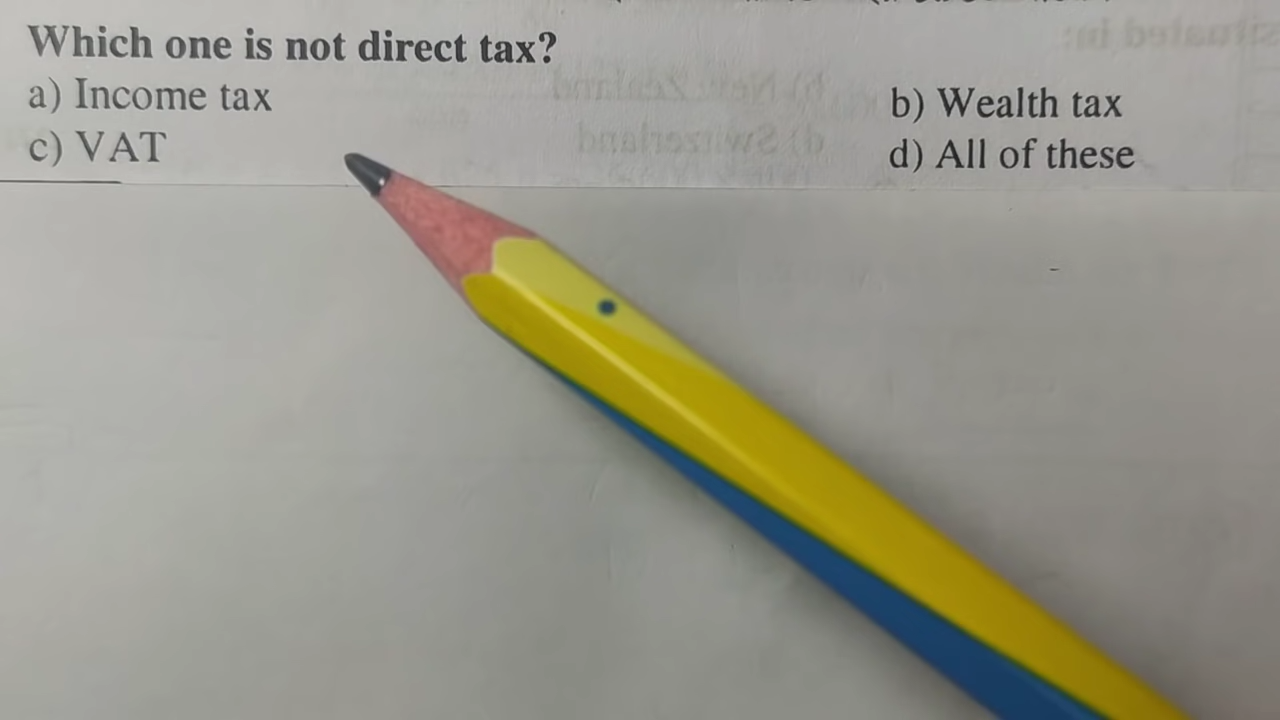 Which one is not direct tax?
a) Income tax b) Wealth tax
c) VAT d) All of these